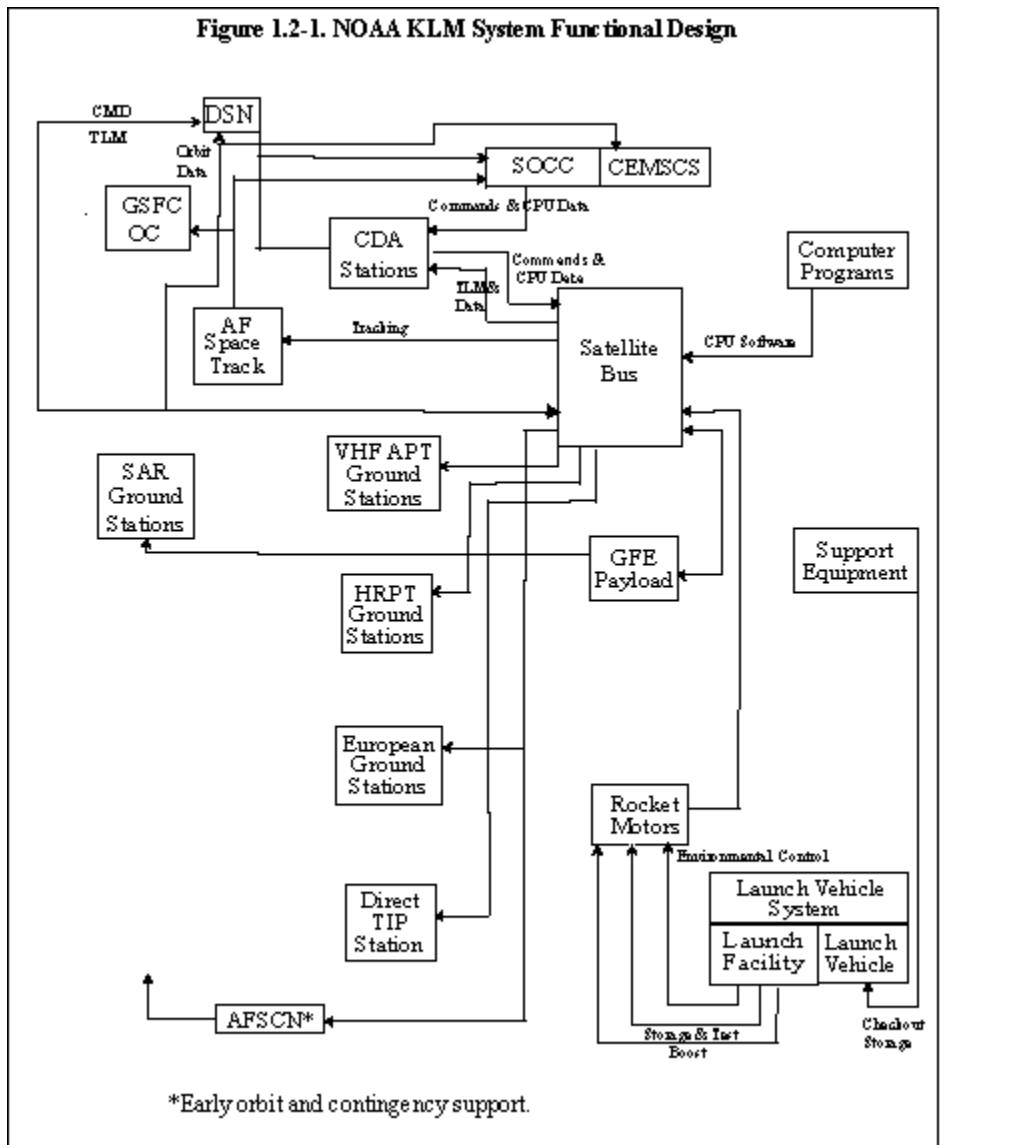 Figure 1.2-1. NOAA KLM System Functional Design
CMD
TLM
DSN
Orbit
Data
SOCC
CEMSCS
GSFC
OC
Commands & CPU Data
CDA
Stations
Commands &
CPU Data
TLM &
Data
Computer
Programs
AF
Space
Track
Tracking
Satellite
Bus
CPU Software
VHF APT
Ground
Stations
SAR
Ground
Stations
GFE
Payload
Support
Equipment
HRPT
Ground
Stations
European
Ground
Stations
Rocket
Motors
Environmental Control
Launch Vehicle
System
Launch
Facility
Launch
Vehicle
Direct
TIP
Station
AFSCN*
Storage & Test
Boost
Checkout
Storage
*Early orbit and contingency support.